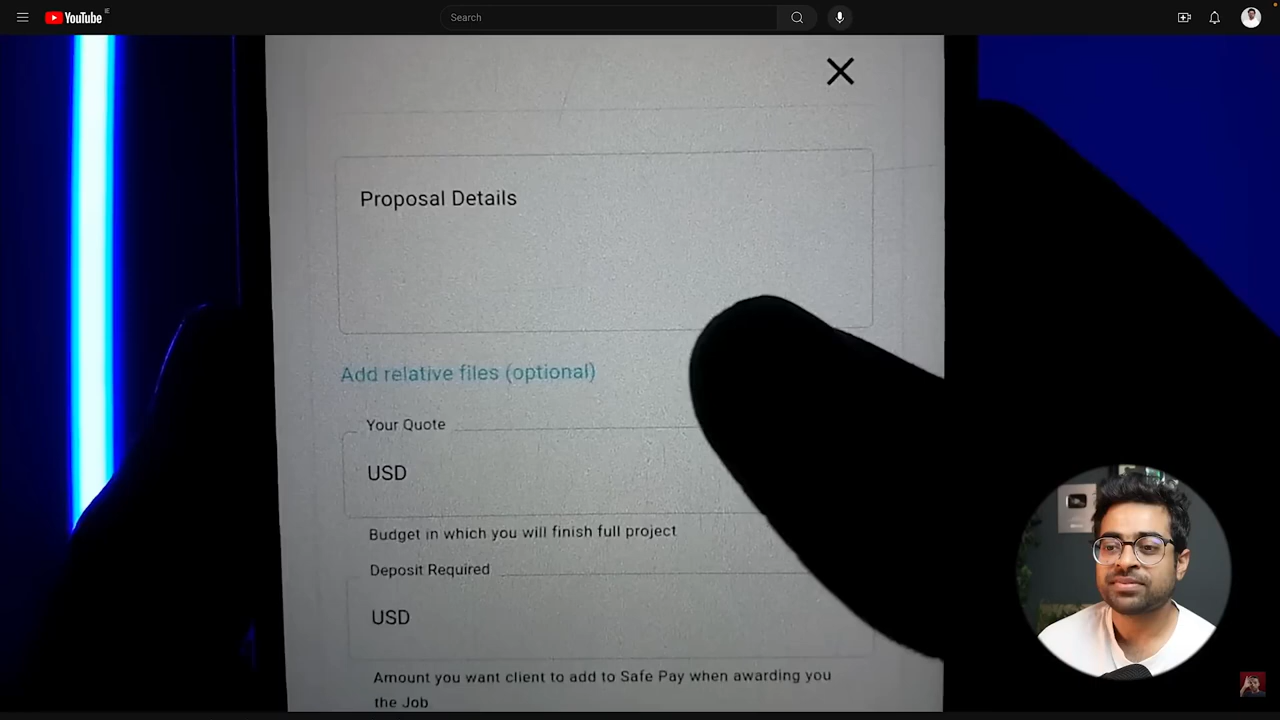 YouTube IE
Search
Proposal Details
Add relative files (optional)
Your Quote
USD
Budget in which you will finish full project
Deposit Required
USD
Amount you want client to add to Safe Pay when awarding you
the Job